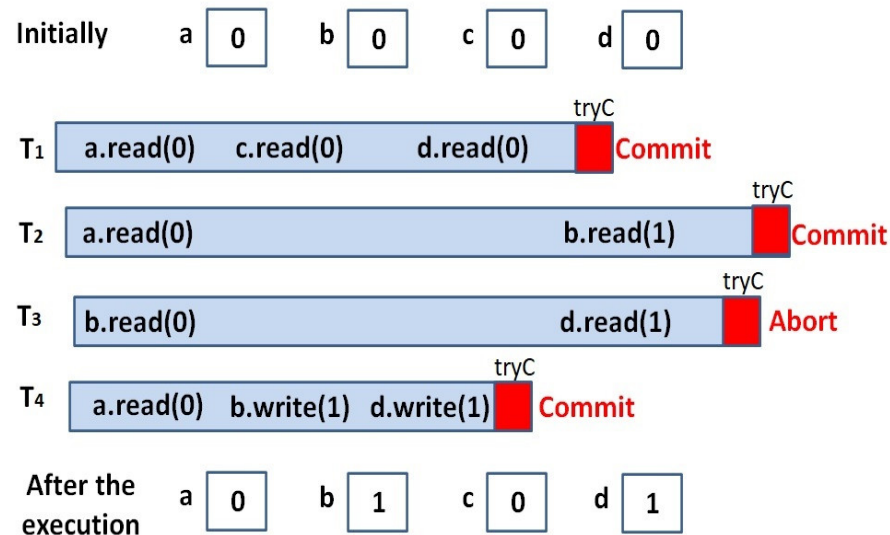 Initially a 0 b 0 c 0 d 0
tryC
T1 a.read(0) c.read(0) d.read(0) Commit
tryC
T2 a.read(0) b.read(1) Commit
tryC
T3 b.read(0) d.read(1) Abort
tryC
T4 a.read(0) b.write(1) d.write(1) Commit
After the
execution a 0 b 1 c 0 d 1